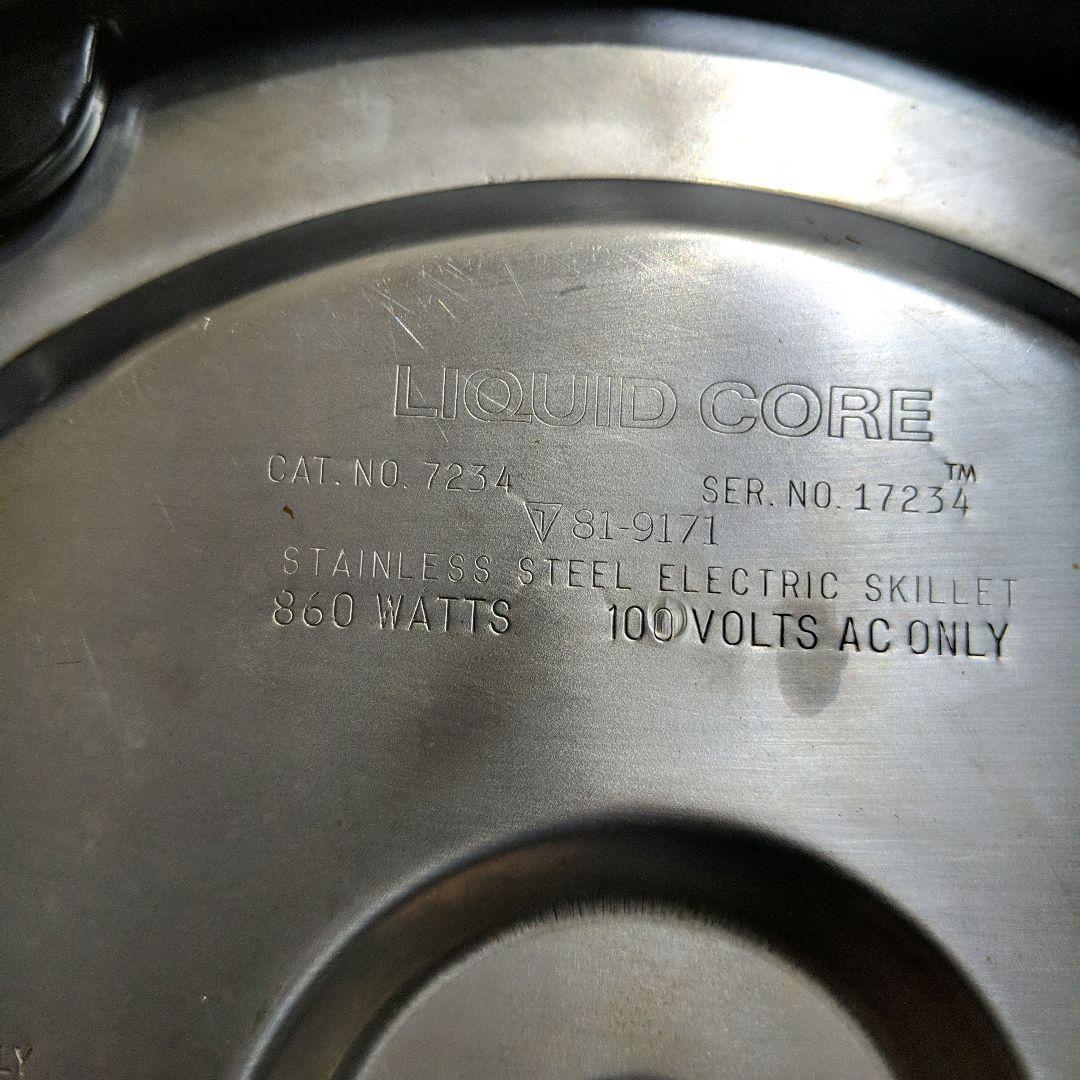 LIQUID CORE
TM
CAT. NO. 7234 SER. NO. 17234
T 81-9171
STAINLESS STEEL ELECTRIC SKILLET
860 WATTS 100 VOLTS AC ONLY
LY